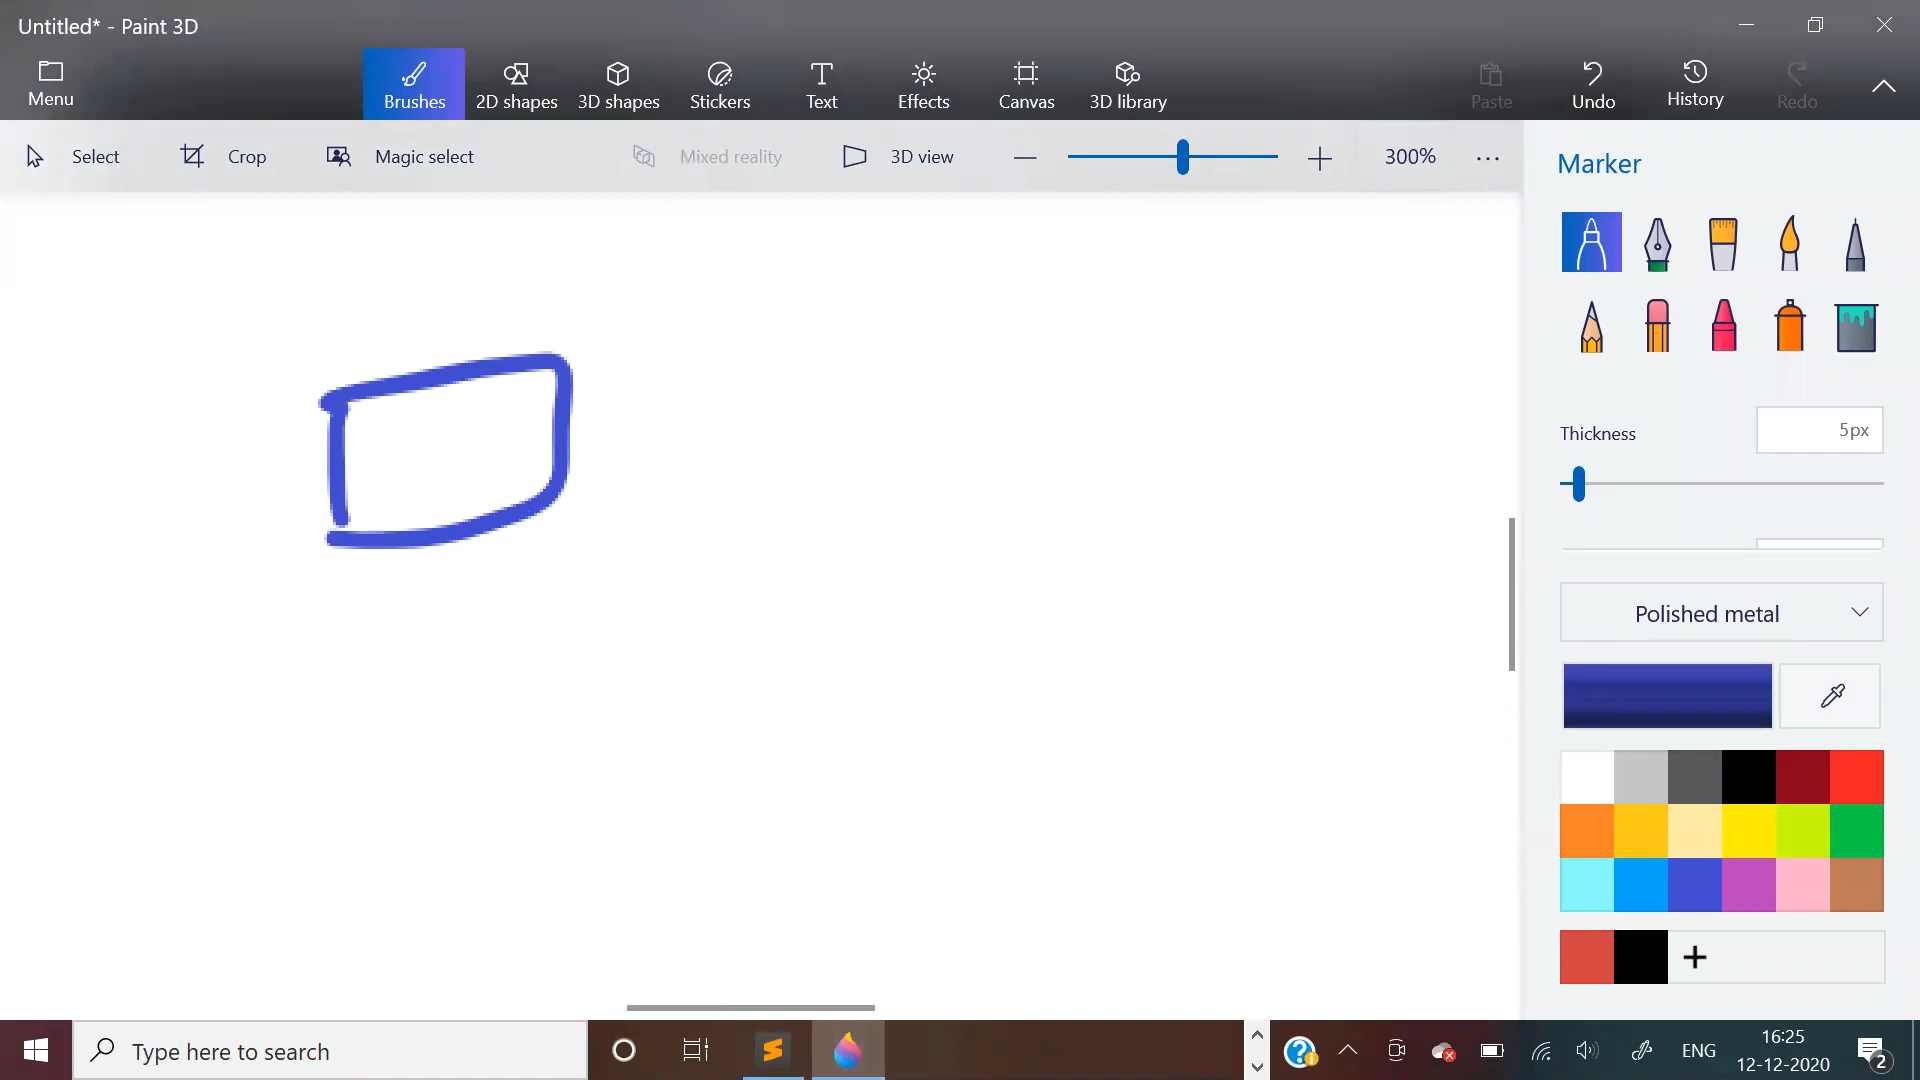 Untitled* - Paint 3D
Menu
Brushes
2D shapes
3D shapes
Stickers
Text
Effects
Canvas
3D library
Paste
Undo
History
Redo
Select
Crop
Magic select
Mixed reality
3D view
300%
Marker
Thickness
5px
Polished metal
Type here to search
ENG
16:25
12-12-2020
2